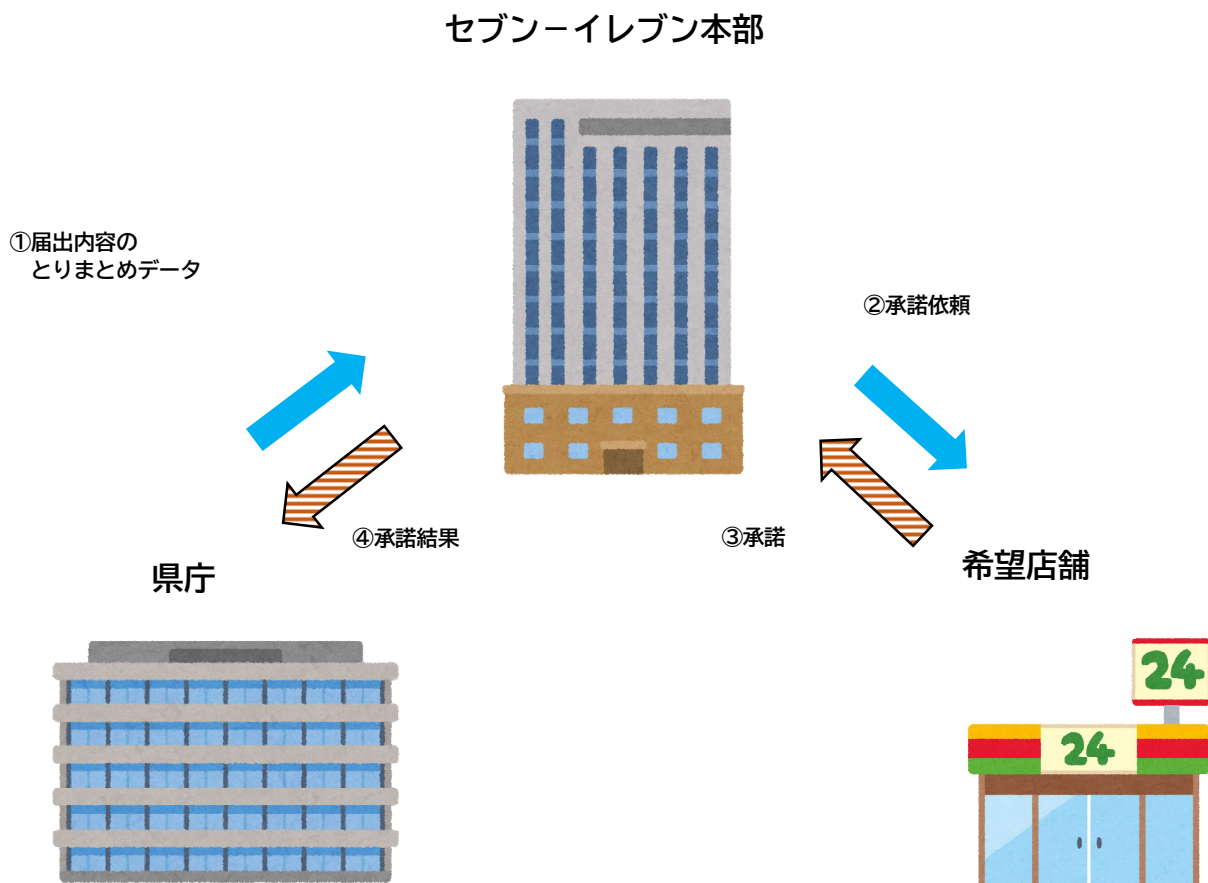 セブン－イレブン本部
①届出内容の
とりまとめデータ
②承諾依頼
④承諾結果
③承諾
県庁
希望店舗
24
24